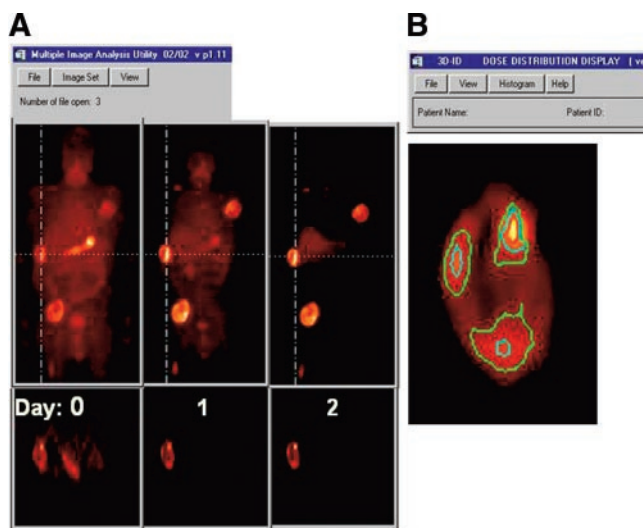 A
Multiple Image Analysis Utility 02/02 v p1.11
File Image Set View
Number of file open: 3
Day: 0 1 2
B
3D-ID DOSE DISTRIBUTION DISPLAY ( ve
File View Histogram Help
Patient Name: Patient ID: